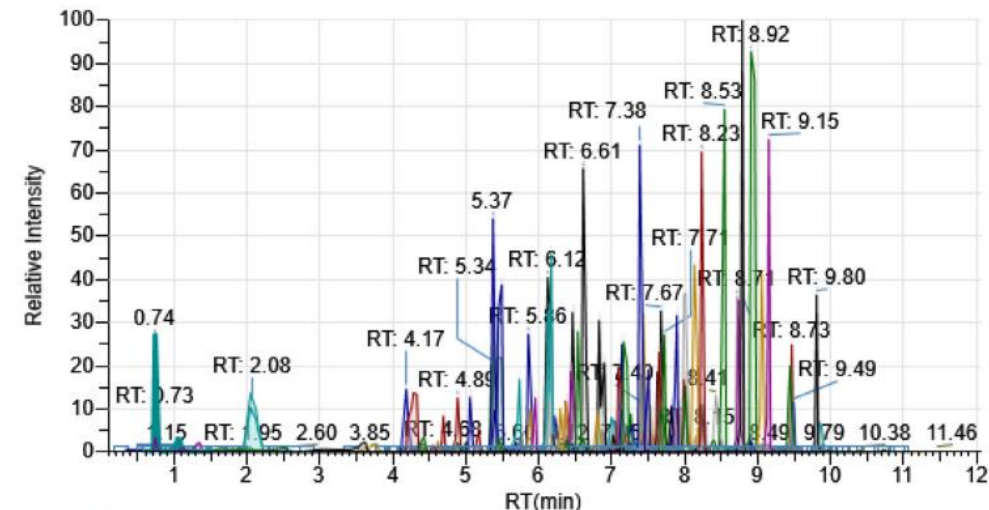 100
RT: 8.92
90
RT: 8.53
80
RT: 7.38
RT: 9.15
RT: 8.23
70
RT: 6.61
60
5.37
50
RT: 7.71
RT: 6.12
RT: 5.34
40
RT: 8.71
RT: 9.80
RT: 7.67
0.74
RT: 5.86
30
RT: 8.73
RT: 4.17
RT: 2.08
20
RT: 7.40
RT: 9.49
RT: 4.89
8.41
RT: 0.73
10
RT: 1.95
2.60
3.85
RT: 4.68
9.79
10.38
11.46
0
1 2 3 4 5 6 7 8 9 10 11 12
RT(min)
Relative Intensity